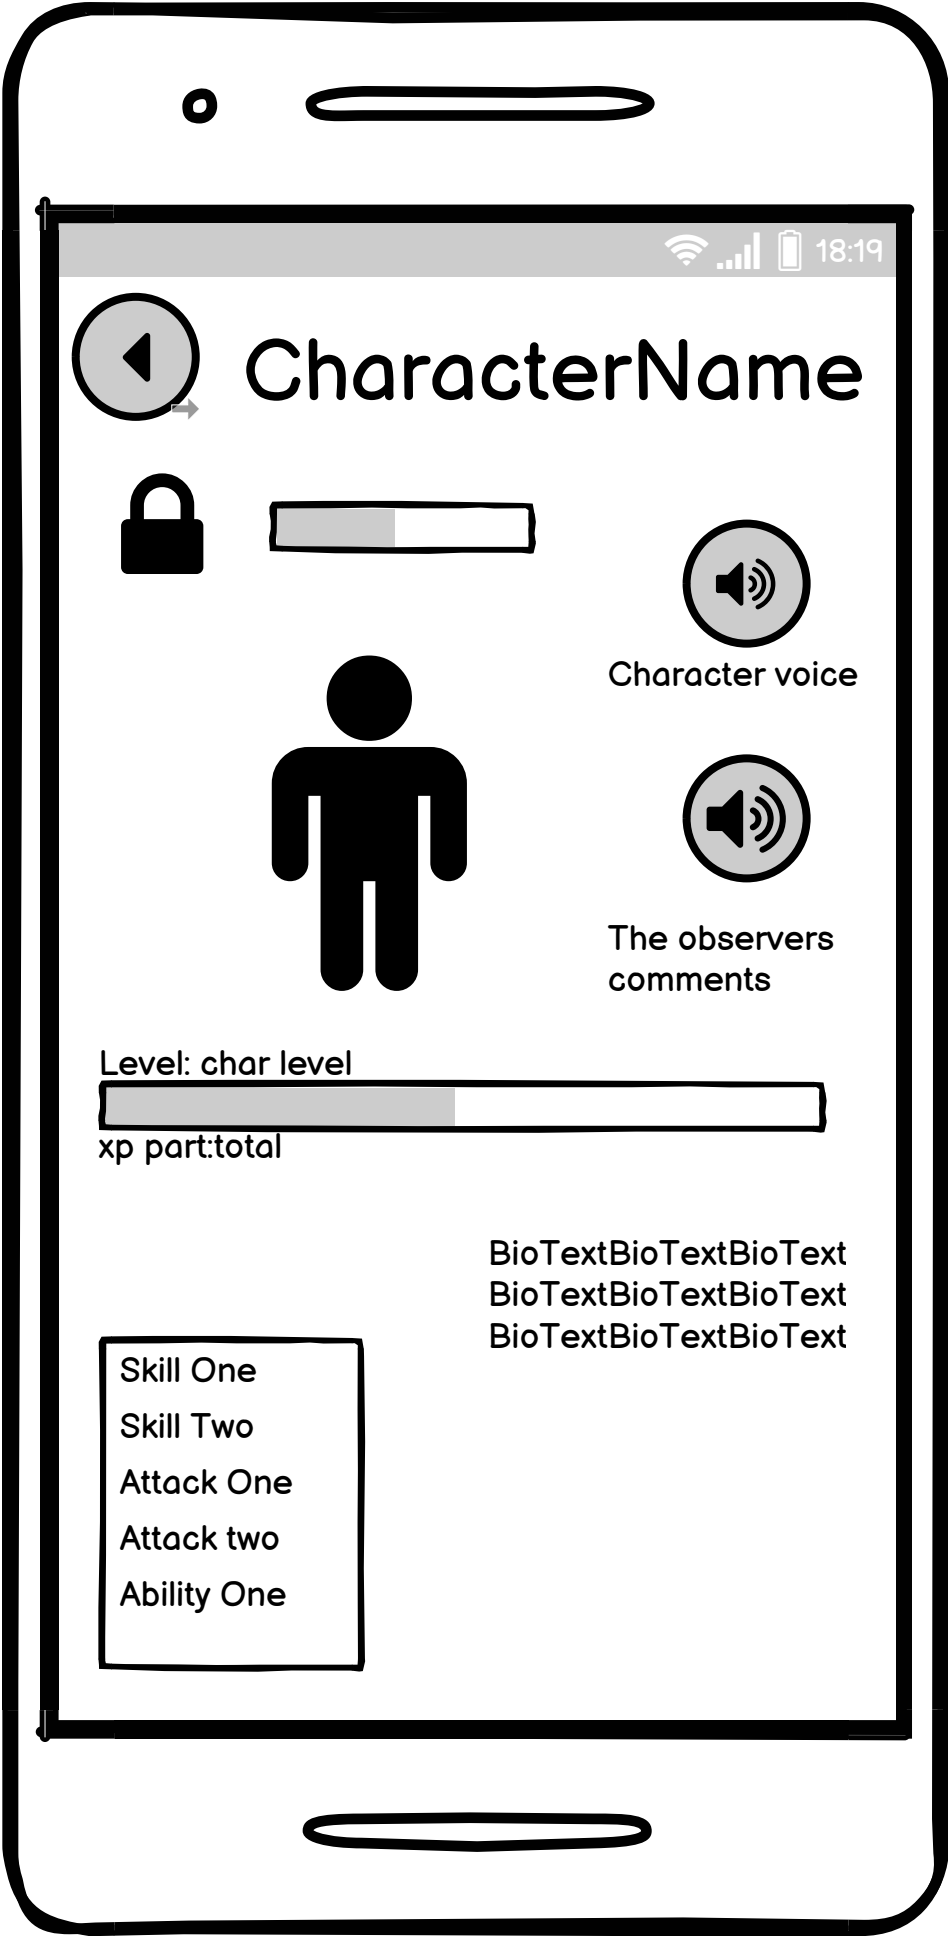 18:19
CharacterName
Character voice
The observers
comments
Level: char level
xp part:total
BioTextBioTextBioText
BioTextBioTextBioText
BioTextBioTextBioText
Skill One
Skill Two
Attack One
Attack two
Ability One